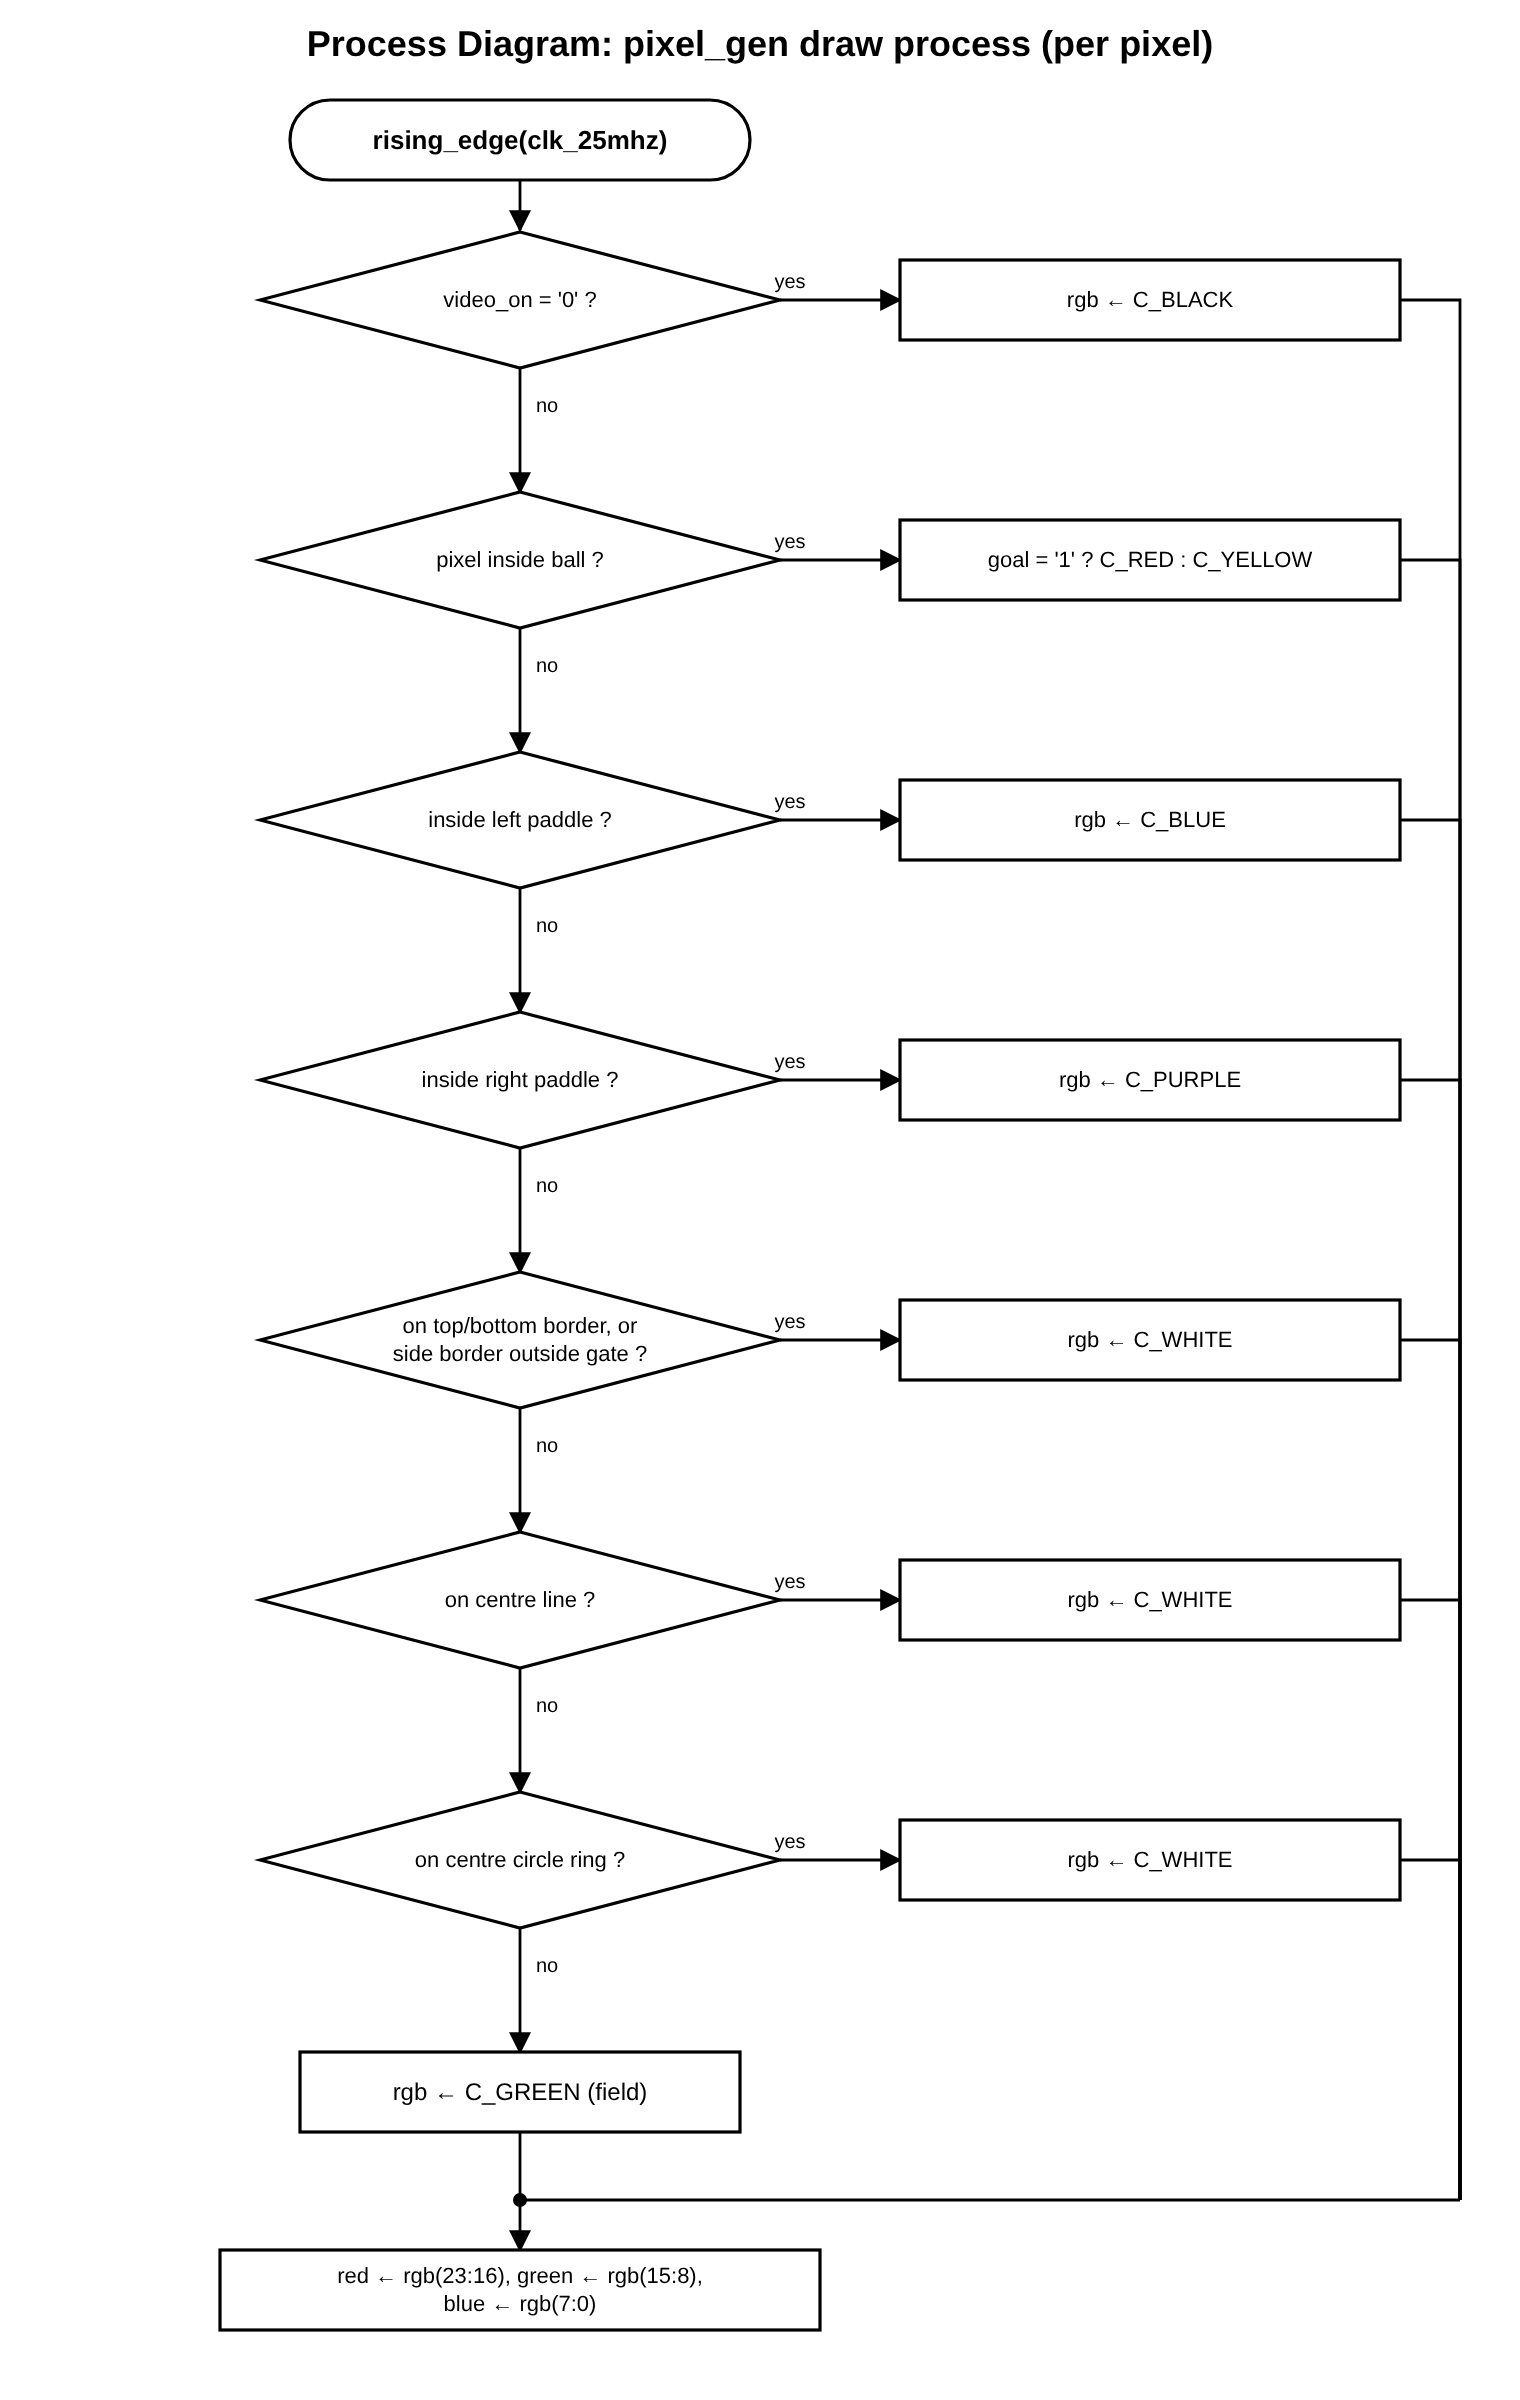 Process Diagram: pixel_gen draw process (per pixel)
rising_edge(clk_25mhz)
video_on = '0' ?
yes
rgb ← C_BLACK
no
pixel inside ball ?
yes
goal = '1' ? C_RED : C_YELLOW
no
inside left paddle ?
yes
rgb ← C_BLUE
no
inside right paddle ?
yes
rgb ← C_PURPLE
no
on top/bottom border, or
side border outside gate ?
yes
rgb ← C_WHITE
no
on centre line ?
yes
rgb ← C_WHITE
no
on centre circle ring ?
yes
rgb ← C_WHITE
no
rgb ← C_GREEN (field)
red ← rgb(23:16), green ← rgb(15:8),
blue ← rgb(7:0)